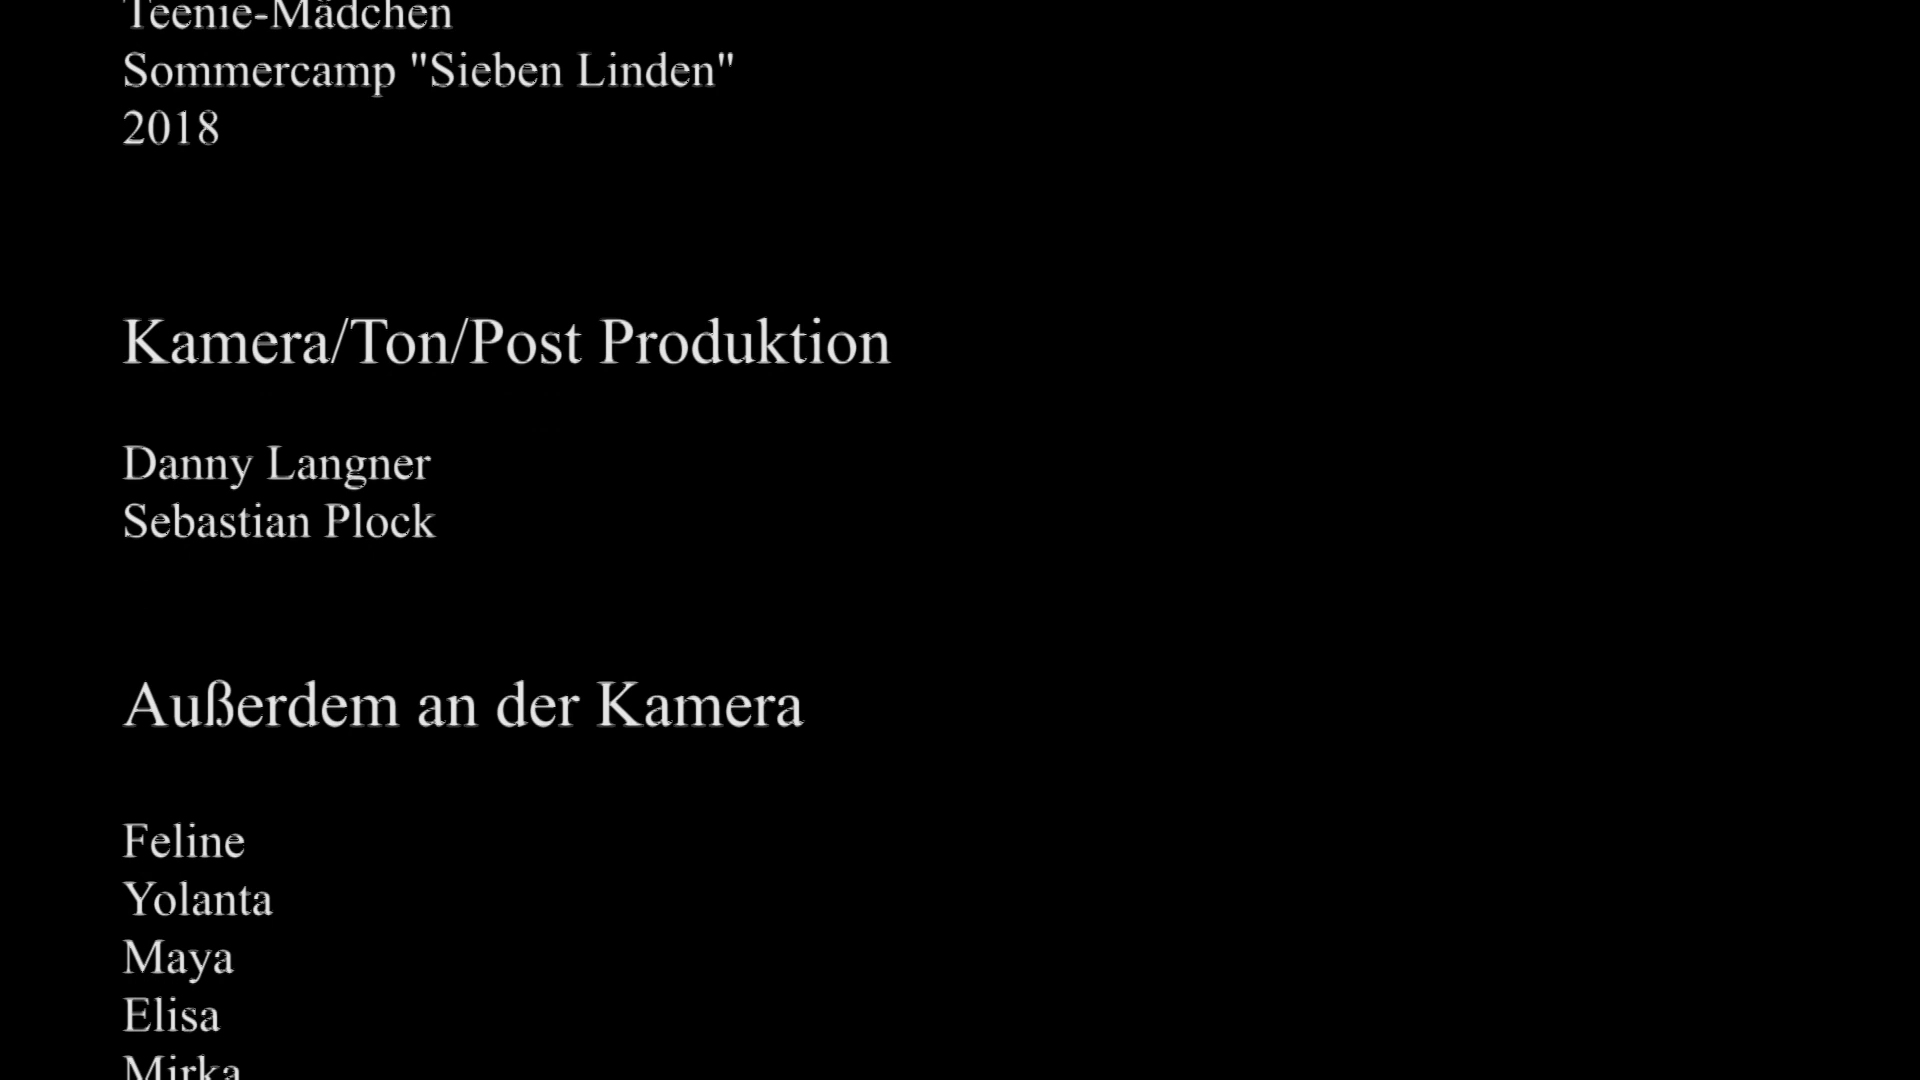 Teenie-Mädchen
Sommercamp "Sieben Linden"
2018
Kamera/Ton/Post Produktion
Danny Langner
Sebastian Plock
Außerdem an der Kamera
Feline
Yolanta
Maya
Elisa
Mirka